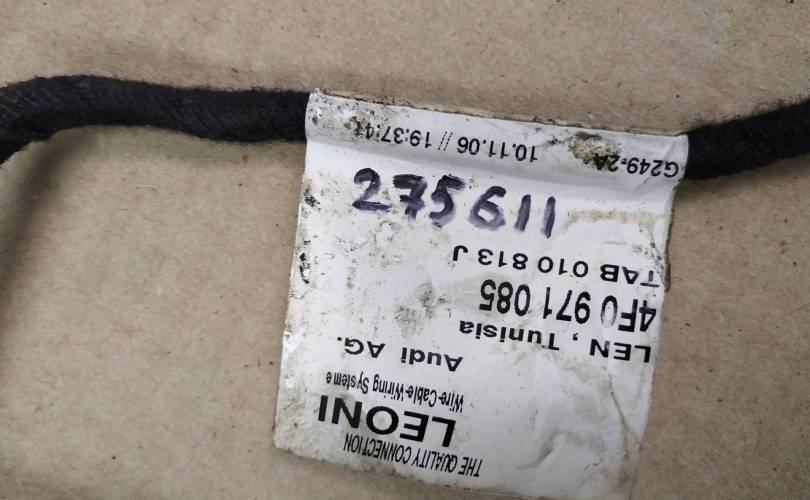 THE QUALITY CONNECTION
LEONI
Wire·Cable·Wiring Systeme
Audi AG.
LEN, Tunisia
4F0 971 085
TAB 010 813 J
275611
G249-2A 10.11.06 // 19:37:41